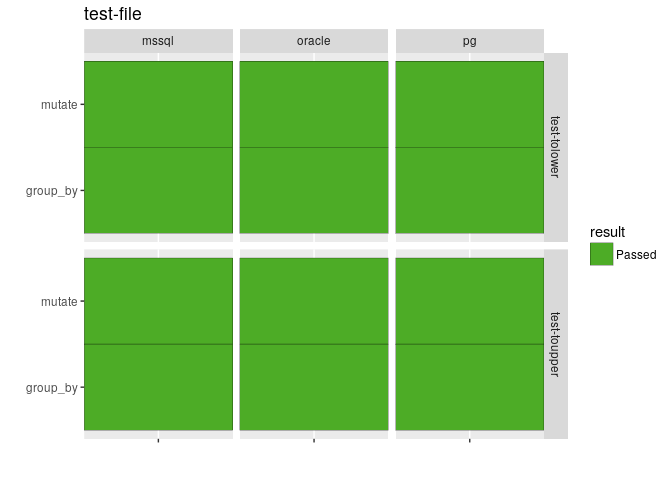 test-file
mssql
oracle
pg
mutate
group_by
test-tolower
mutate
group_by
test-toupper
result
Passed